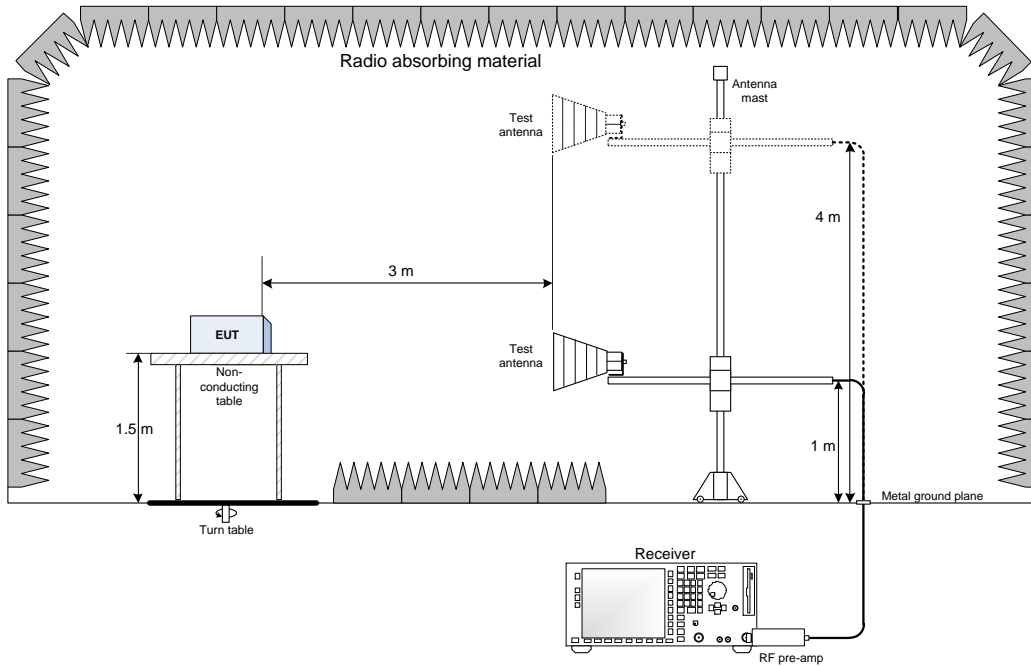 Radio absorbing material
Antenna
mast
Test
antenna
4 m
3 m
EUT
Test
antenna
Non-
conducting
table
1.5 m
1 m
Metal ground plane
Turn table
Receiver
RF pre-amp